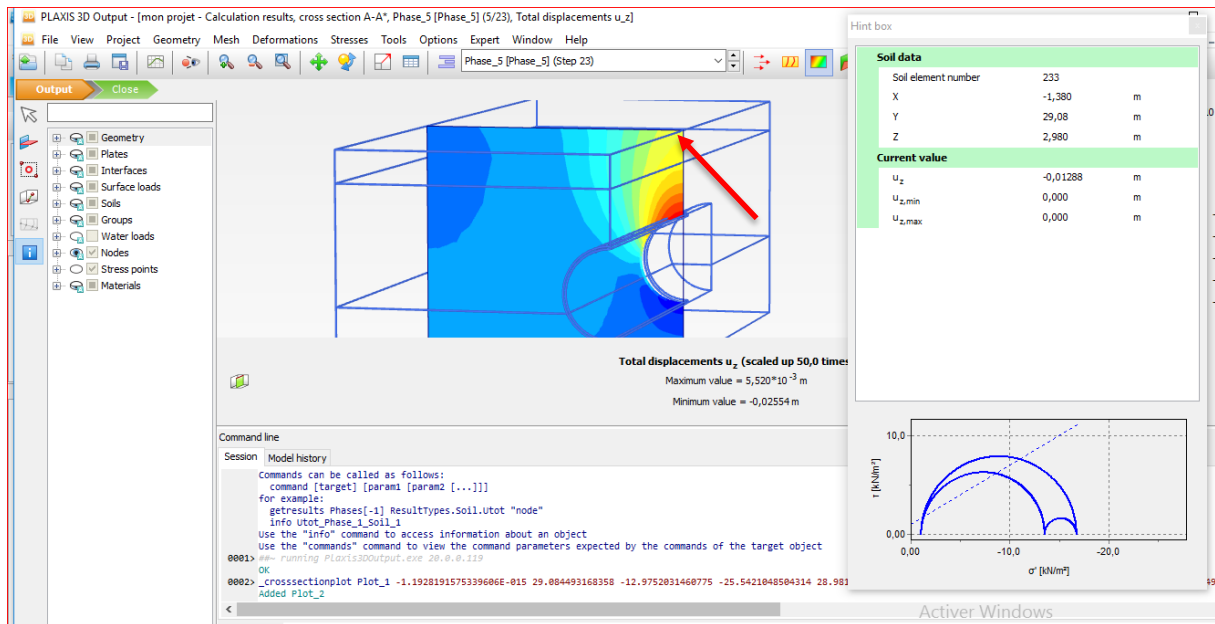 PLAXIS 3D Output - [mon projet - Calculation results, cross section A-A*, Phase_5 [Phase_5] (5/23), Total displacements u_z]
File View Project Geometry Mesh Deformations Stresses Tools Options Expert Window Help
Phase_5 [Phase_5] (Step 23)
Output Close
Geometry
Plates
Interfaces
Surface loads
Soils
Groups
Water loads
Nodes
Stress points
Materials
Total displacements uz (scaled up 50,0 times
Maximum value = 5,520*10-3 m
Minimum value = -0,02554 m
Command line
Session Model history
Commands can be called as follows:
command [target] [param1 [param2 [...]]]
for example:
getresults Phases[-1] ResultTypes.Soil.Utot "node"
info Utot_Phase_1_Soil_1
Use the "info" command to access information about an object
Use the "commands" command to view the command parameters expected by the commands of the target object
0001> ##~ running Plaxis3DOutput.exe 20.0.0.119
OK
0002> _crosssectionplot Plot_1 -1.1928191575339606E-015 29.084493168358 -12.9752031460775 -25.5421048504314 28.981
Added Plot_2
Hint box
Soil data
Soil element number 233
X -1,380 m
Y 29,08 m
Z 2,980 m
Current value
uz -0,01288 m
uz,min 0,000 m
uz,max 0,000 m
10,0
τ [kN/m²]
0,00
0,00 -10,0 -20,0
σ' [kN/m²]
Activer Windows